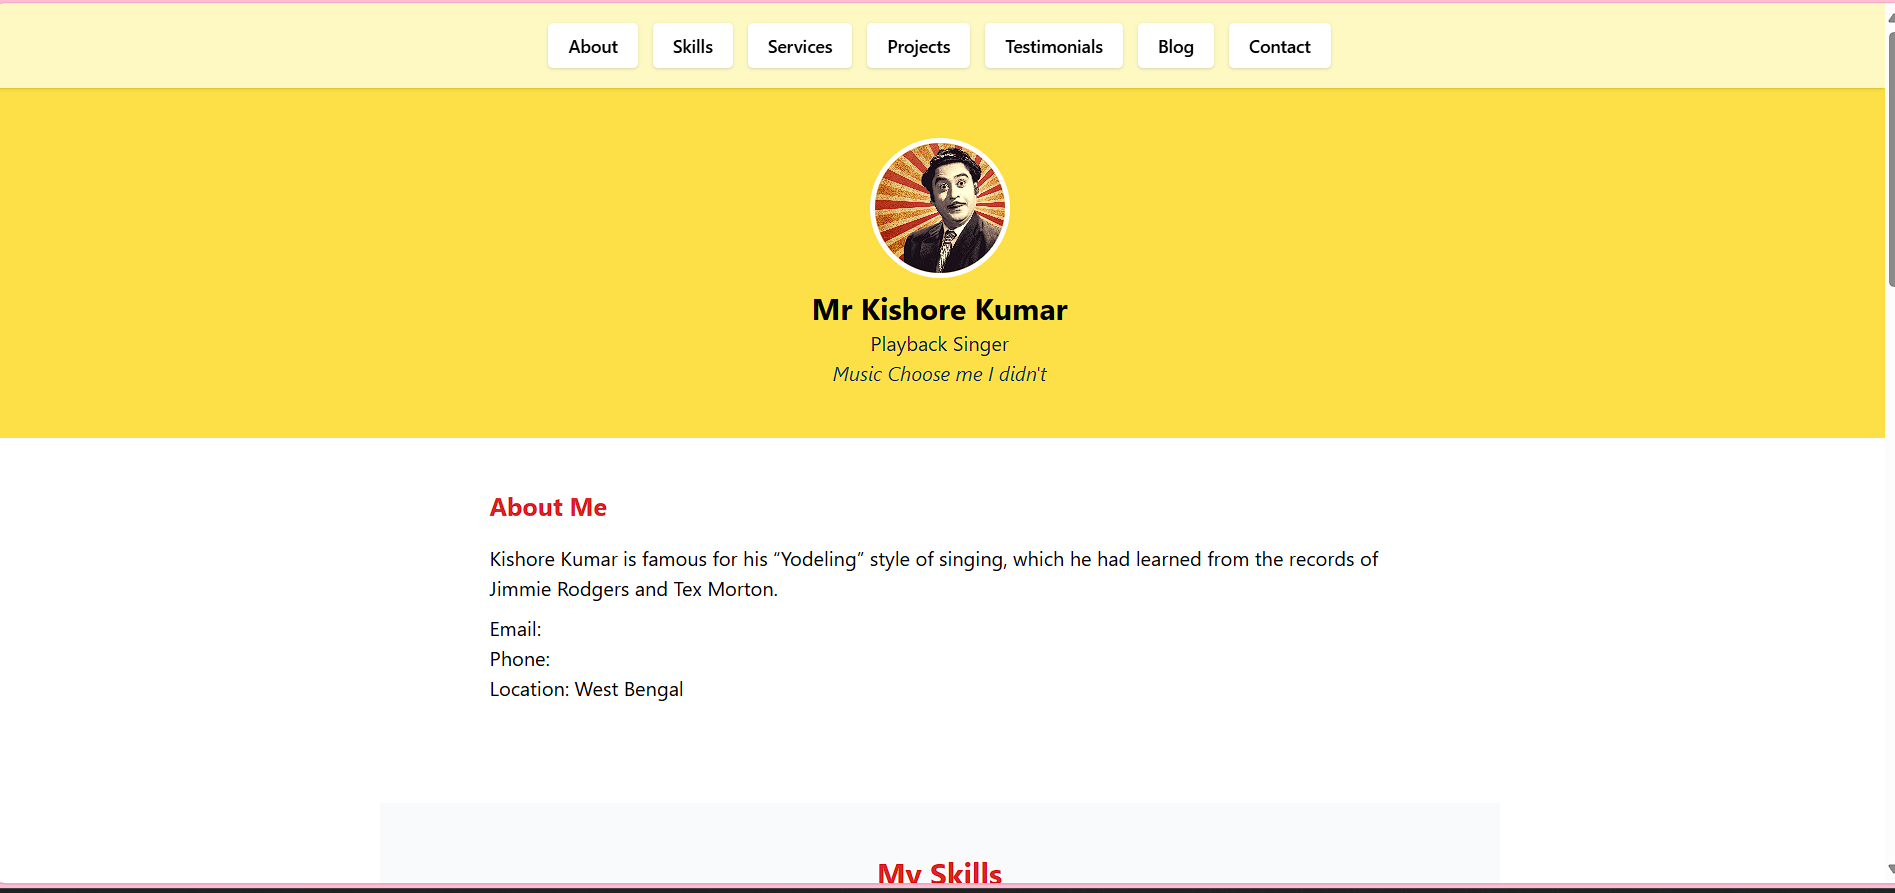 About
Skills
Services
Projects
Testimonials
Blog
Contact
Mr Kishore Kumar
Playback Singer
Music Choose me I didn't
About Me
Kishore Kumar is famous for his “Yodeling” style of singing, which he had learned from the records of
Jimmie Rodgers and Tex Morton.
Email:
Phone:
Location: West Bengal
My Skills